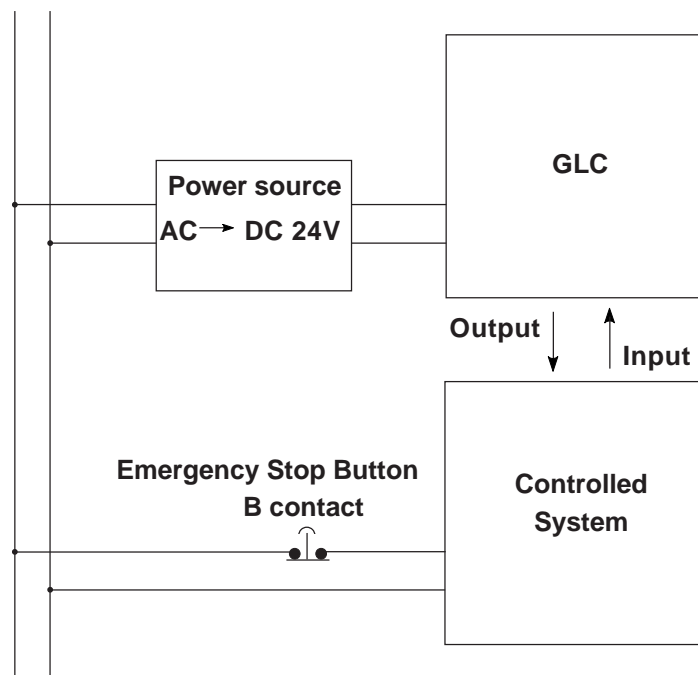 GLC
Power source
AC
DC 24V
Output
Input
Emergency Stop Button
B contact
Controlled
System